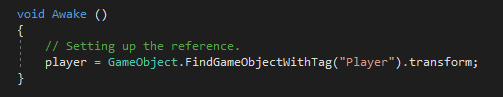 void Awake ()
{
// Setting up the reference.
player = GameObject.FindGameObjectWithTag("Player").transform;
}